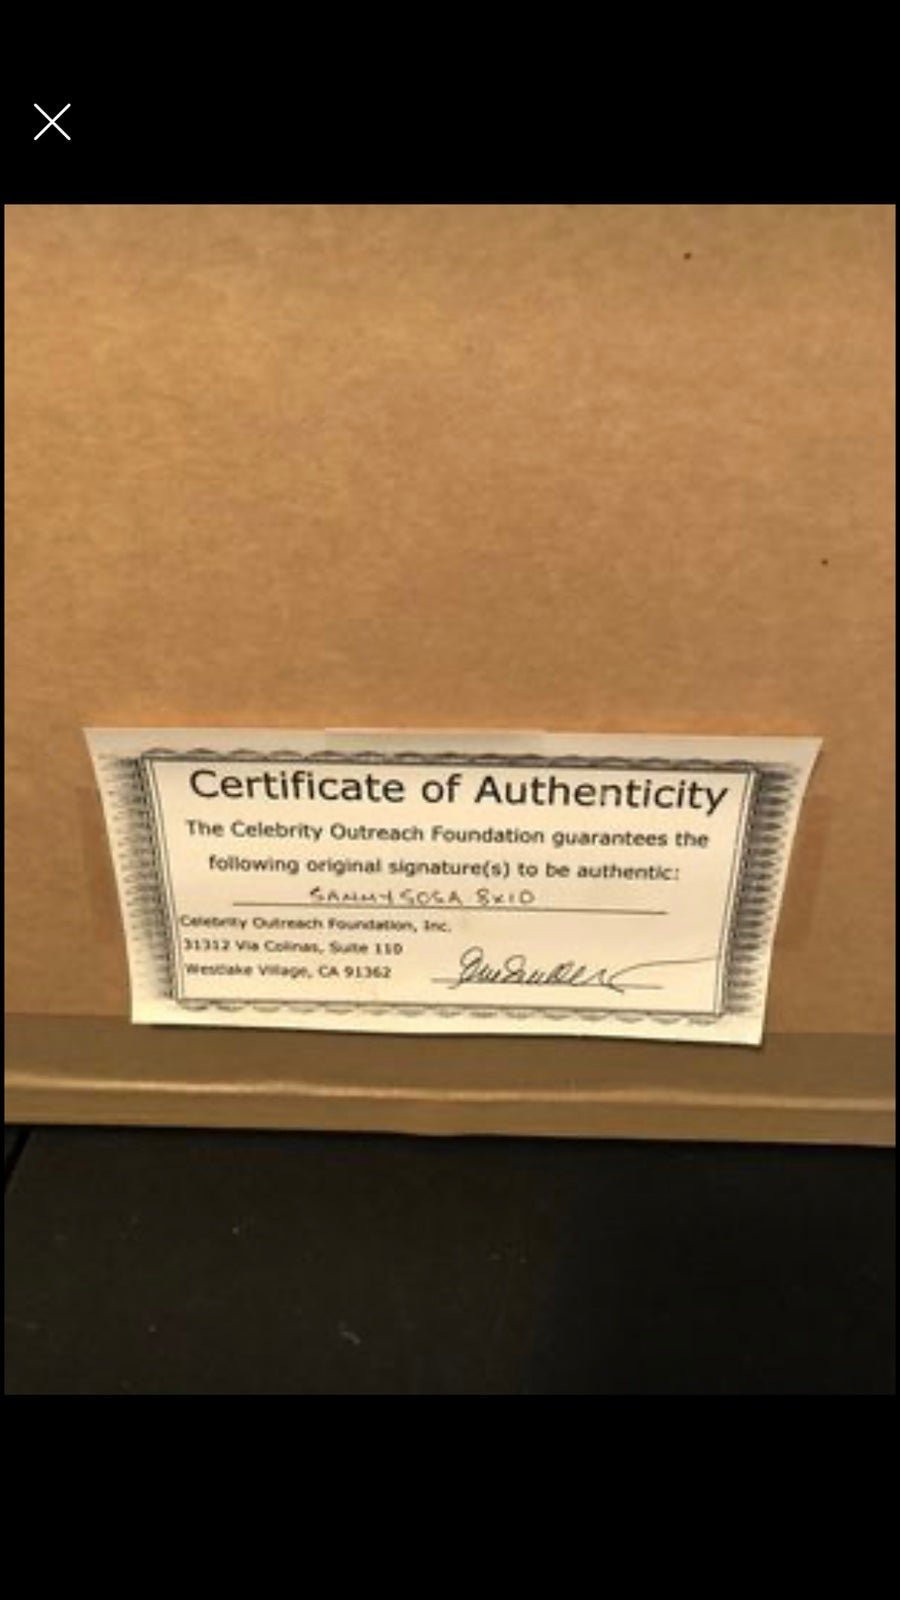 Certificate of Authenticity
The Celebrity Outreach Foundation guarantees the
following original signature(s) to be authentic:
SAMMY SOSA 8x10
Celebrity Outreach Foundation, Inc.
31312 Via Colinas, Suite 110
Westlake Village, CA 91362